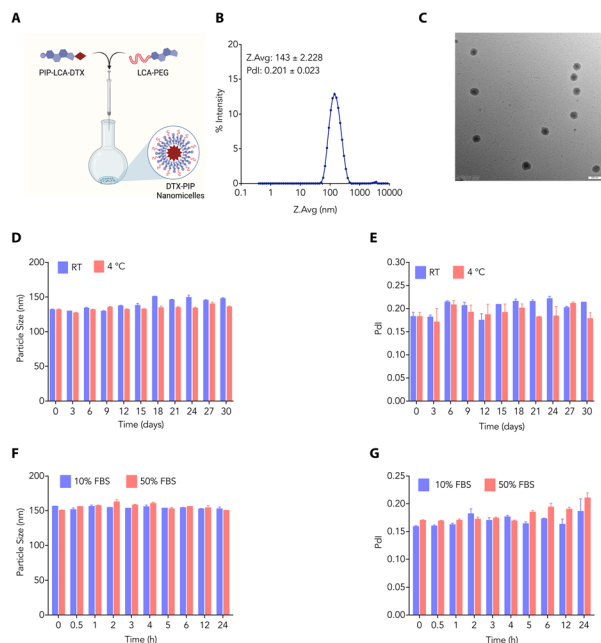 A
PIP-LCA-DTX
LCA-PEG
DTX-PIP
Nanomicelles
B
Z.Avg: 143 ± 2.228
PdI: 0.201 ± 0.023
% Intensity
20
15
10
5
0
0.1 1 10 100 1000 10000
Z.Avg (nm)
C
D
RT 4 °C
Particle Size (nm)
200
150
100
50
0
0 3 6 9 12 15 18 21 24 27 30
Time (days)
E
RT 4 °C
PdI
0.30
0.25
0.20
0.15
0.10
0.05
0.00
0 3 6 9 12 15 18 21 24 27 30
Time (days)
F
10% FBS 50% FBS
Particle Size (nm)
200
150
100
50
0
0 0.5 1 2 3 4 5 6 12 24
Time (h)
G
10% FBS 50% FBS
PdI
0.25
0.20
0.15
0.10
0.05
0.00
0 0.5 1 2 3 4 5 6 12 24
Time (h)